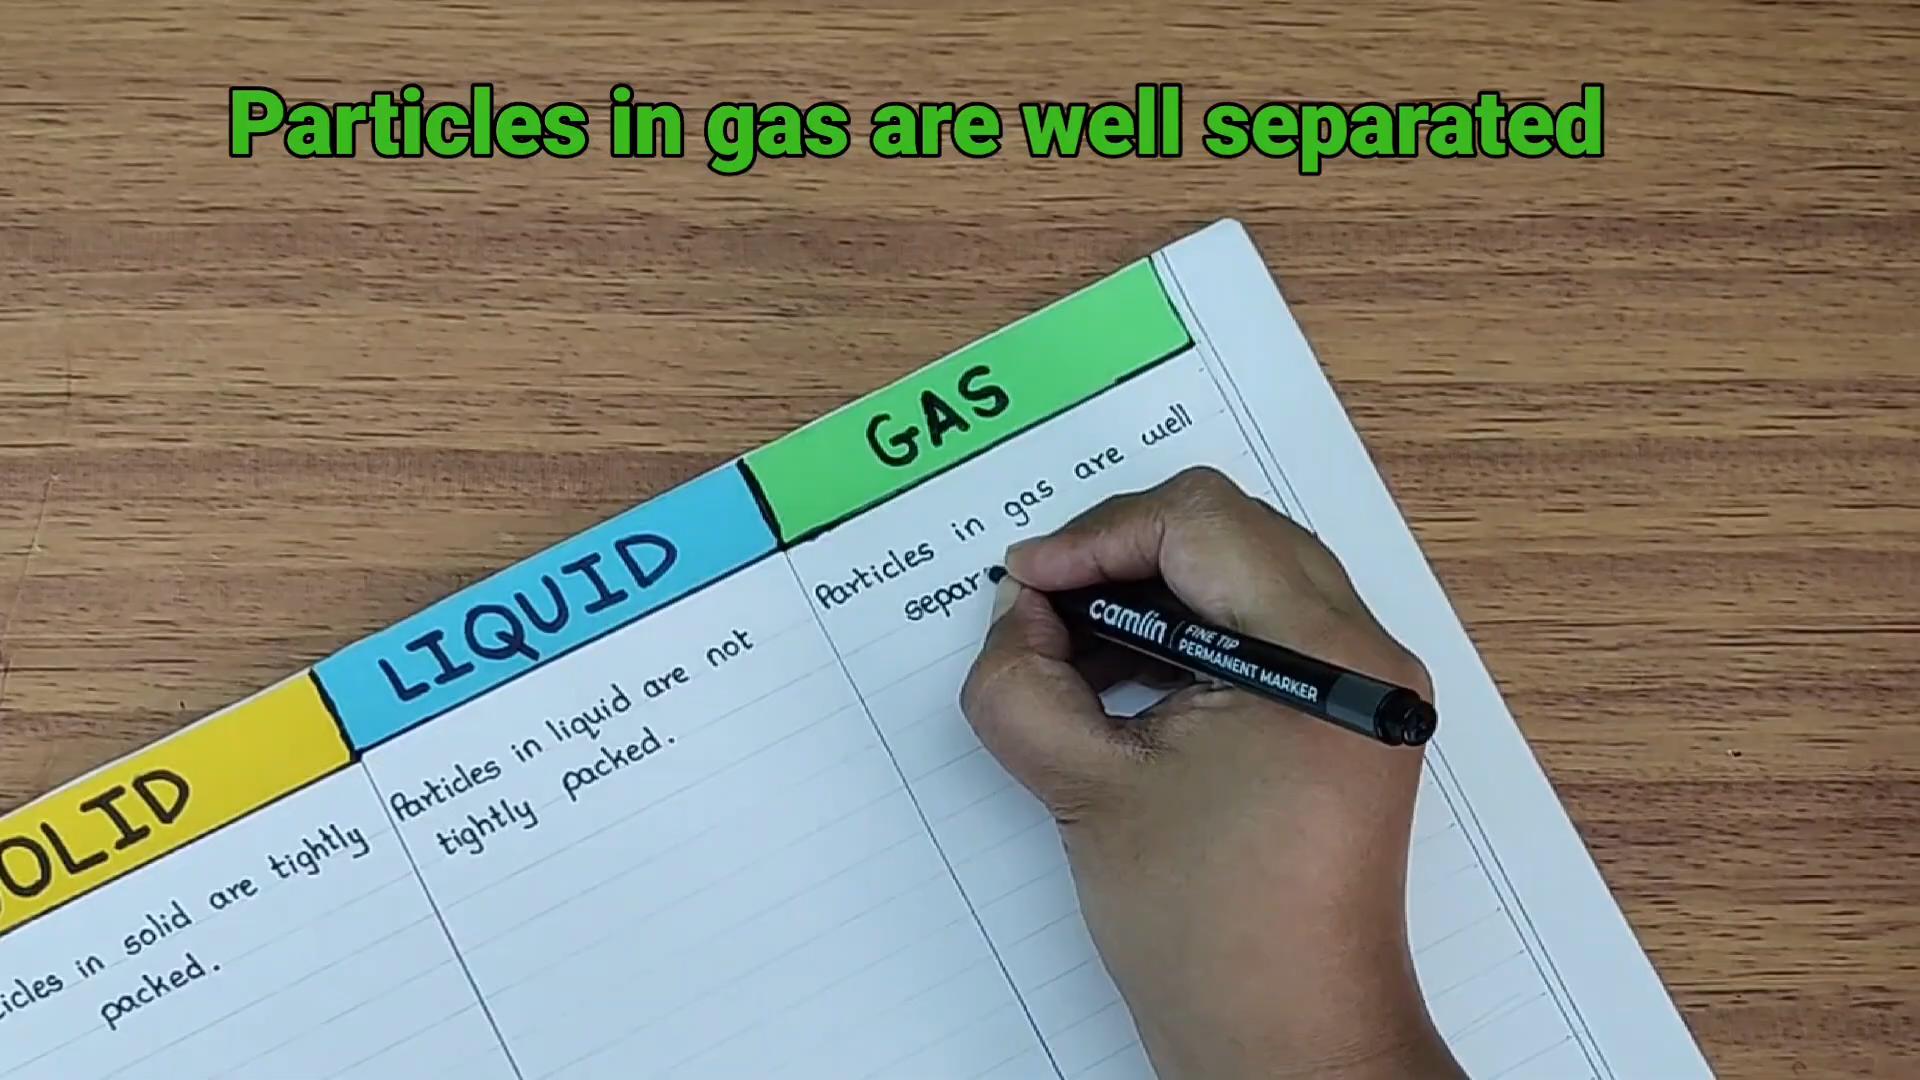 Particles in gas are well separated
GAS
Particles in gas are well
separ
LIQUID
Particles in liquid are not
tightly packed.
OLID
icles in solid are tightly
packed.
camlin
FINE TIP
PERMANENT MARKER